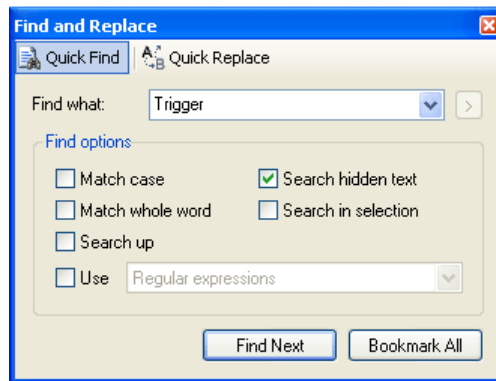 Find and Replace
Quick Find Quick Replace
Find what: Trigger >
Find options
Match case Search hidden text
Match whole word Search in selection
Search up
Use Regular expressions
Find Next Bookmark All